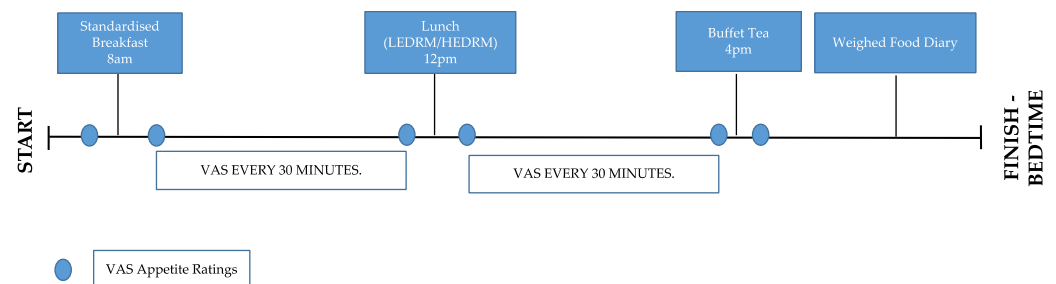 Standardised
Breakfast
8am
Lunch
(LEDRM/HEDRM)
12pm
Buffet Tea
4pm
Weighed Food Diary
START
FINISH -
BEDTIME
VAS EVERY 30 MINUTES.
VAS EVERY 30 MINUTES.
VAS Appetite Ratings